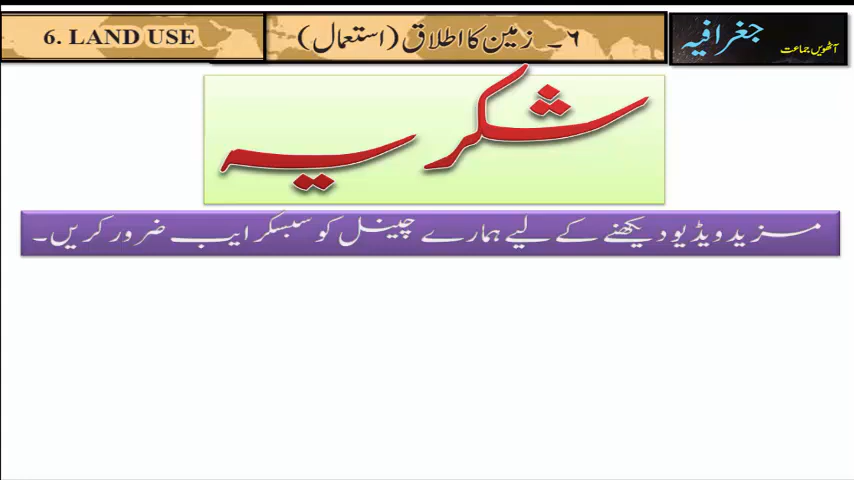 6. LAND USE
۶۔ زمین کا اطلاق (استعمال)
جغرافیہ
آٹھویں جماعت
شکریہ
مزید ویڈیو دیکھنے کے لیے ہمارے چینل کو سبسکرایب ضرور کریں۔